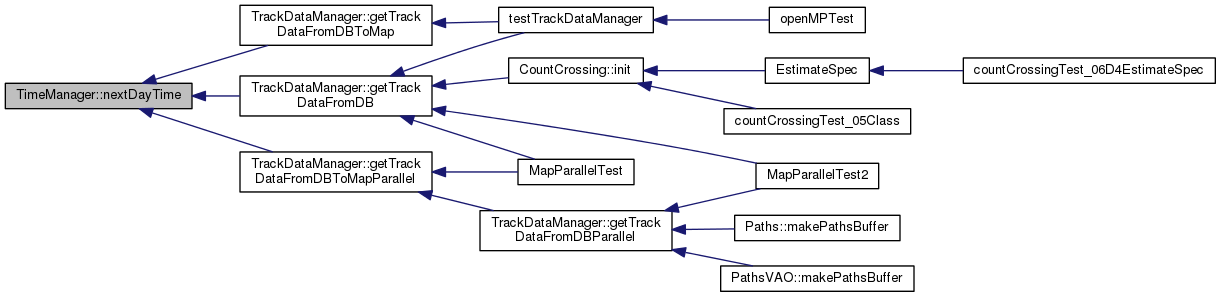 TimeManager::nextDayTime
TrackDataManager::getTrack
DataFromDBToMap
testTrackDataManager
openMPTest
TrackDataManager::getTrack
DataFromDB
CountCrossing::init
EstimateSpec
countCrossingTest_06D4EstimateSpec
countCrossingTest_05Class
TrackDataManager::getTrack
DataFromDBToMapParallel
MapParallelTest
MapParallelTest2
TrackDataManager::getTrack
DataFromDBParallel
Paths::makePathsBuffer
PathsVAO::makePathsBuffer